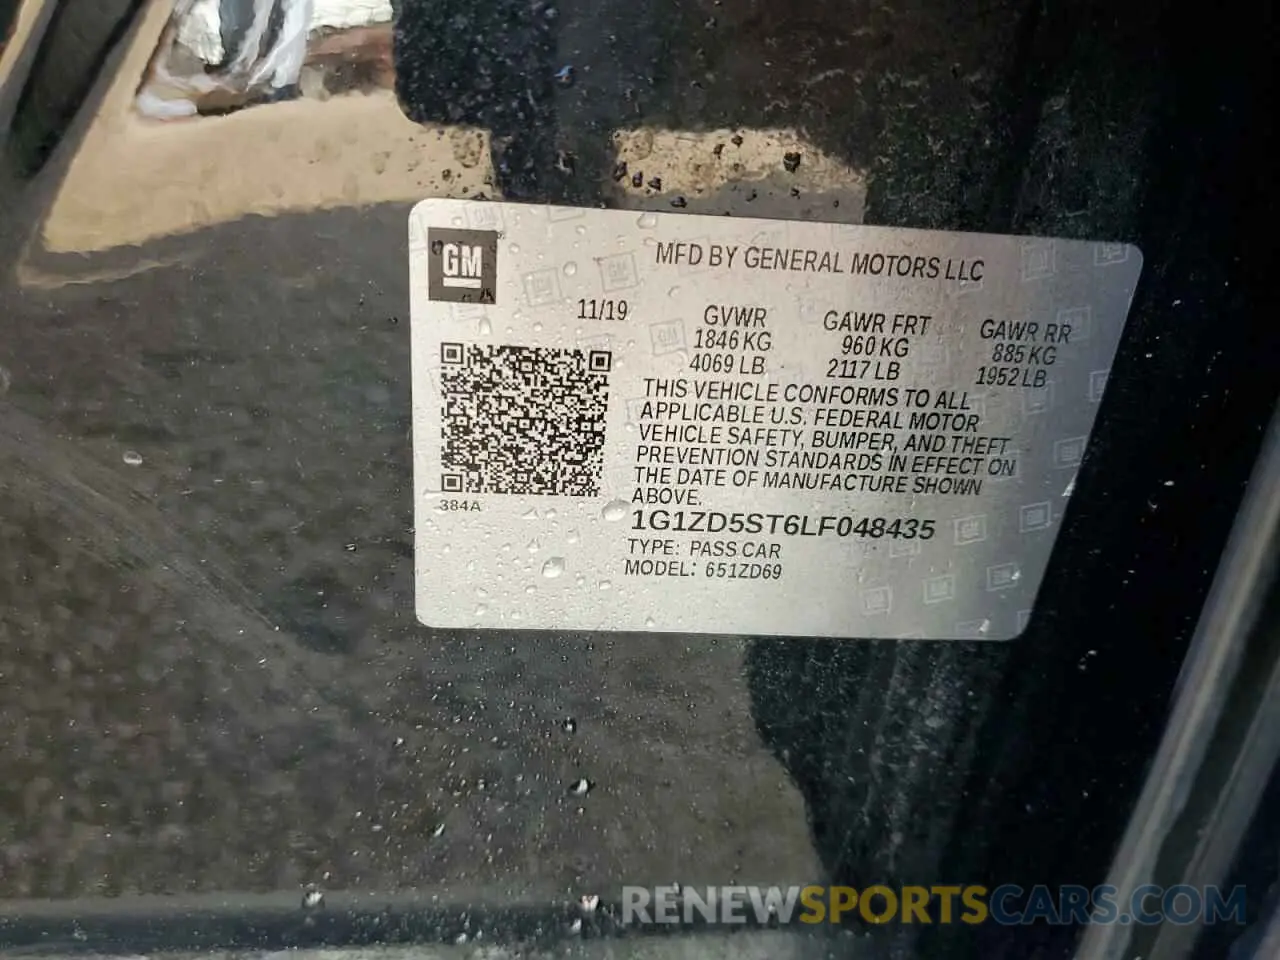 GM
MFD BY GENERAL MOTORS LLC
11/19
GVWR
1846 KG
4069 LB
GAWR FRT
960 KG
2117 LB
GAWR RR
885 KG
1952 LB
THIS VEHICLE CONFORMS TO ALL
APPLICABLE U.S. FEDERAL MOTOR
VEHICLE SAFETY, BUMPER, AND THEFT
PREVENTION STANDARDS IN EFFECT ON
THE DATE OF MANUFACTURE SHOWN
ABOVE.
384A
1G1ZD5ST6LF048435
TYPE: PASS CAR
MODEL: 651ZD69
RENEWSPORTSCARS.COM